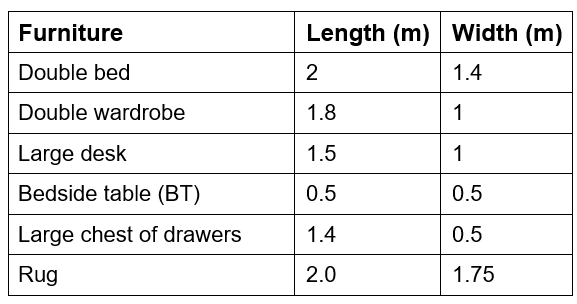 Furniture Length (m) Width (m)
Double bed 2 1.4
Double wardrobe 1.8 1
Large desk 1.5 1
Bedside table (BT) 0.5 0.5
Large chest of drawers 1.4 0.5
Rug 2.0 1.75